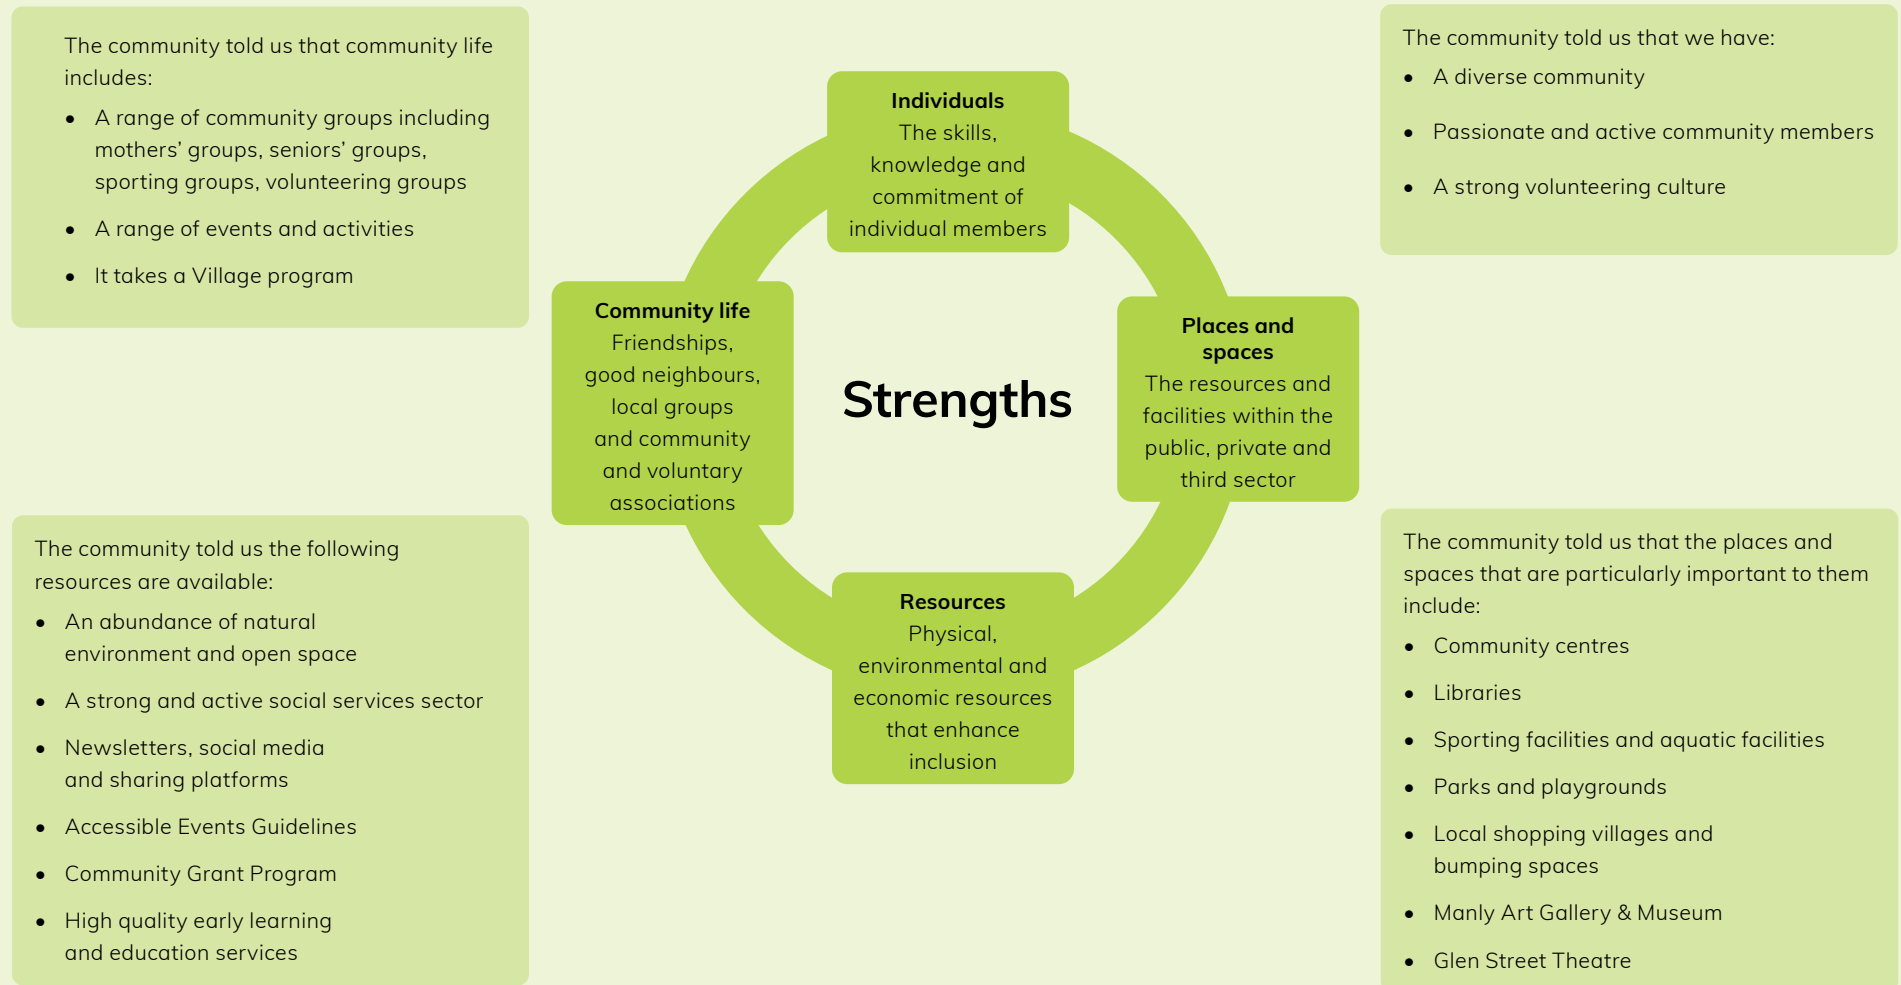 The community told us that community life
includes:
• A range of community groups including
mothers’ groups, seniors’ groups,
sporting groups, volunteering groups
• A range of events and activities
• It takes a Village program
Individuals
The skills,
knowledge and
commitment of
individual members
The community told us that we have:
• A diverse community
• Passionate and active community members
• A strong volunteering culture
Community life
Friendships,
good neighbours,
local groups
and community
and voluntary
associations
Strengths
Places and
spaces
The resources and
facilities within the
public, private and
third sector
The community told us the following
resources are available:
• An abundance of natural
environment and open space
• A strong and active social services sector
• Newsletters, social media
and sharing platforms
• Accessible Events Guidelines
• Community Grant Program
• High quality early learning
and education services
Resources
Physical,
environmental and
economic resources
that enhance
inclusion
The community told us that the places and
spaces that are particularly important to them
include:
• Community centres
• Libraries
• Sporting facilities and aquatic facilities
• Parks and playgrounds
• Local shopping villages and
bumping spaces
• Manly Art Gallery & Museum
• Glen Street Theatre